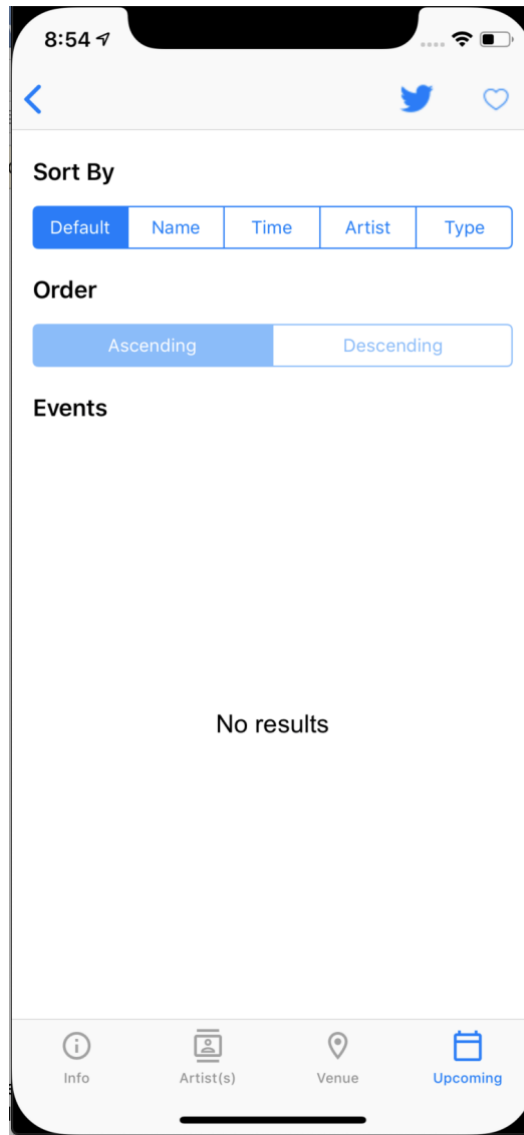 8:54
Sort By
Default Name Time Artist Type
Order
Ascending Descending
Events
No results
Info Artist(s) Venue Upcoming